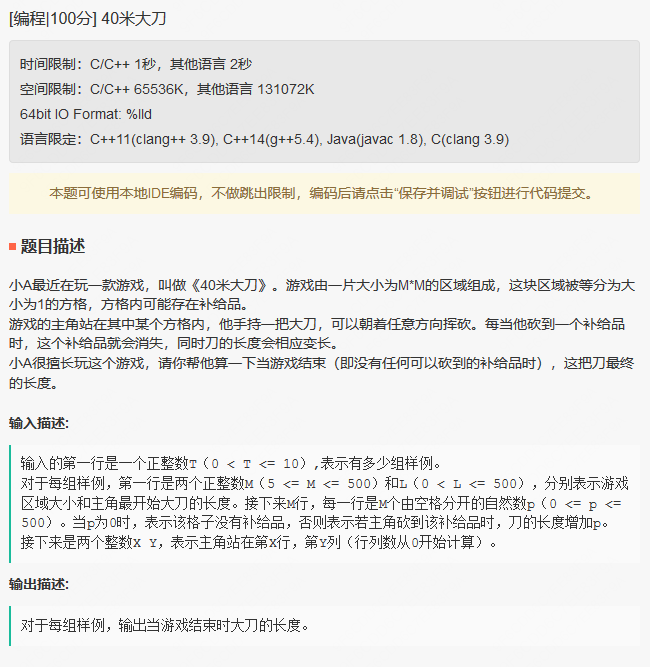 [编程|100分] 40米大刀
时间限制：C/C++ 1秒，其他语言 2秒
空间限制：C/C++ 65536K，其他语言 131072K
64bit IO Format: %lld
语言限定：C++11(clang++ 3.9), C++14(g++5.4), Java(javac 1.8), C(clang 3.9)
本题可使用本地IDE编码，不做跳出限制，编码后请点击“保存并调试”按钮进行代码提交。
题目描述
小A最近在玩一款游戏，叫做《40米大刀》。游戏由一片大小为M*M的区域组成，这块区域被等分为大
小为1的方格，方格内可能存在补给品。
游戏的主角站在其中某个方格内，他手持一把大刀，可以朝着任意方向挥砍。每当他砍到一个补给品
时，这个补给品就会消失，同时刀的长度会相应变长。
小A很擅长玩这个游戏，请你帮他算一下当游戏结束（即没有任何可以砍到的补给品时），这把刀最终
的长度。
输入描述:
输入的第一行是一个正整数T（0 < T <= 10）,表示有多少组样例。
对于每组样例，第一行是两个正整数M（5 <= M <= 500）和L（0 < L <= 500），分别表示游戏
区域大小和主角最开始大刀的长度。接下来M行，每一行是M个由空格分开的自然数p（0 <= p <=
500）。当p为0时，表示该格子没有补给品，否则表示若主角砍到该补给品时，刀的长度增加p。
接下来是两个整数X Y，表示主角站在第X行，第Y列（行列数从0开始计算）。
输出描述:
对于每组样例，输出当游戏结束时大刀的长度。